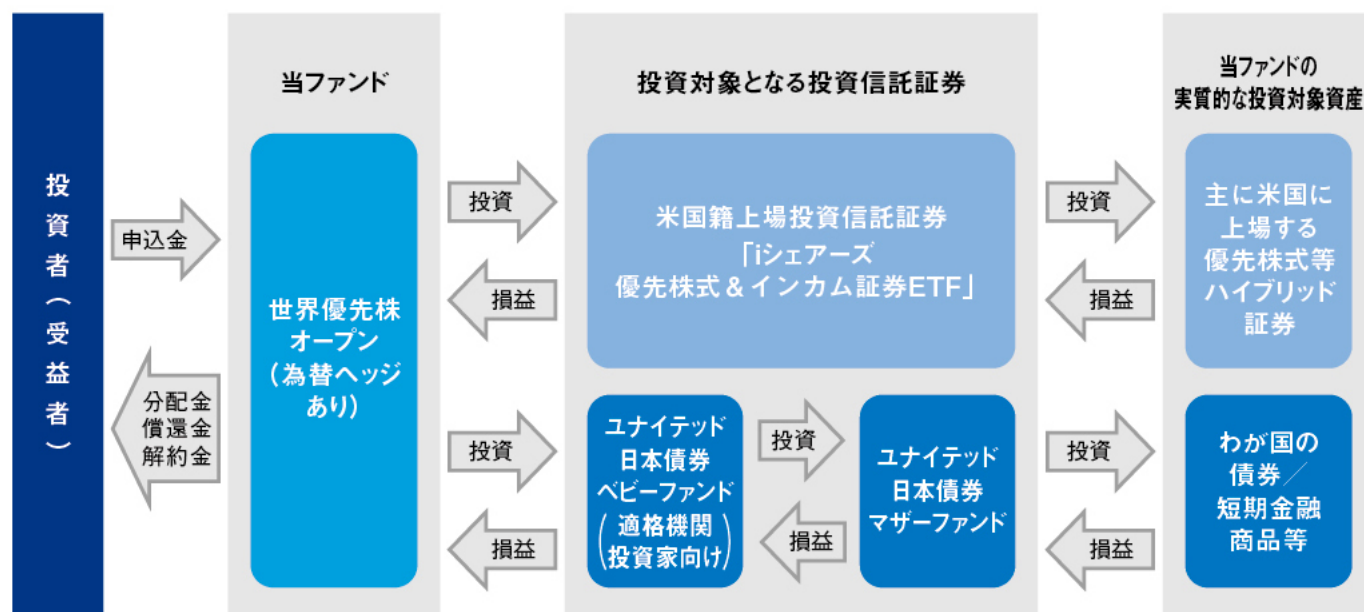 投資者(受益者)
申込金
分配金
償還金
解約金
当ファンド
世界優先株
オープン
(為替ヘッジ
あり)
投資
損益
投資
損益
投資対象となる投資信託証券
米国籍上場投資信託証券
「iシェアーズ
優先株式&インカム証券ETF」
ユナイテッド
日本債券
ベビーファンド
(適格機関
投資家向け)
投資
損益
ユナイテッド
日本債券
マザーファンド
投資
損益
投資
損益
当ファンドの
実質的な投資対象資産
主に米国に
上場する
優先株式等
ハイブリッド
証券
わが国の
債券/
短期金融
商品等